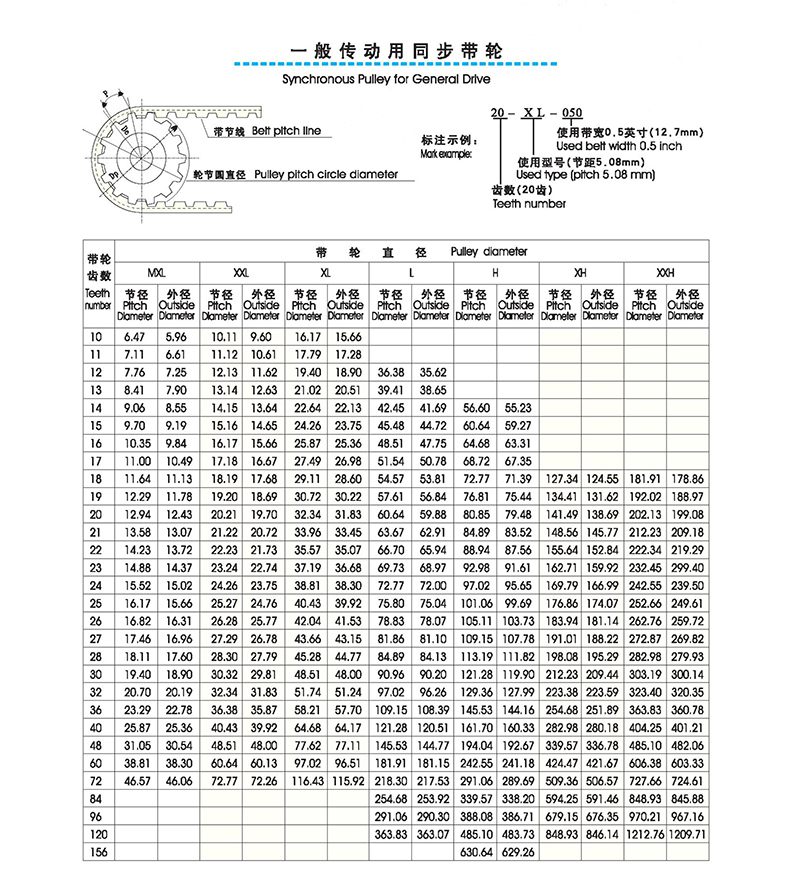 一般传动用同步带轮
Synchronous Pulley for General Drive
P
带节线 Belt pitch line
轮节圆直径 Pulley pitch circle diameter
标注示例：
Mark example:
20 - XL - 050
使用带宽0.5英寸(12.7mm)
Used belt width 0.5 inch
使用型号(节距5.08mm)
Used type (pitch 5.08 mm)
齿数(20齿)
Teeth number
带轮齿数 Teeth number 带轮直径 Pulley diameter
MXL XXL XL L H XH XXH
节径 外径 节径 外径 节径 外径 节径 外径 节径 外径 节径 外径 节径 外径
Pitch Outside Pitch Outside Pitch Outside Pitch Outside Pitch Outside Pitch Outside Pitch Outside
Diameter Diameter Diameter Diameter Diameter Diameter Diameter Diameter Diameter Diameter Diameter Diameter Diameter Diameter
10 6.47 5.96 10.11 9.60 16.17 15.66
11 7.11 6.61 11.12 10.61 17.79 17.28
12 7.76 7.25 12.13 11.62 19.40 18.90 36.38 35.62
13 8.41 7.90 13.14 12.63 21.02 20.51 39.41 38.65
14 9.06 8.55 14.15 13.64 22.64 22.13 42.45 41.69 56.60 55.23
15 9.70 9.19 15.16 14.65 24.26 23.75 45.48 44.72 60.64 59.27
16 10.35 9.84 16.17 15.66 25.87 25.36 48.51 47.75 64.68 63.31
17 11.00 10.49 17.18 16.67 27.49 26.98 51.54 50.78 68.72 67.35
18 11.64 11.13 18.19 17.68 29.11 28.60 54.57 53.81 72.77 71.39 127.34 124.55 181.91 178.86
19 12.29 11.78 19.20 18.69 30.72 30.22 57.61 56.84 76.81 75.44 134.41 131.62 192.02 188.97
20 12.94 12.43 20.21 19.70 32.34 31.83 60.64 59.88 80.85 79.48 141.49 138.69 202.13 199.08
21 13.58 13.07 21.22 20.72 33.96 33.45 63.67 62.91 84.89 83.52 148.56 145.77 212.23 209.18
22 14.23 13.72 22.23 21.73 35.57 35.07 66.70 65.94 88.94 87.56 155.64 152.84 222.34 219.29
23 14.88 14.37 23.24 22.74 37.19 36.68 69.73 68.97 92.98 91.61 162.71 159.92 232.45 299.40
24 15.52 15.02 24.26 23.75 38.81 38.30 72.77 72.00 97.02 95.65 169.79 166.99 242.55 239.50
25 16.17 15.66 25.27 24.76 40.43 39.92 75.80 75.04 101.06 99.69 176.86 174.07 252.66 249.61
26 16.82 16.31 26.28 25.77 42.04 41.53 78.83 78.07 105.11 103.73 183.94 181.14 262.76 259.72
27 17.46 16.96 27.29 26.78 43.66 43.15 81.86 81.10 109.15 107.78 191.01 188.22 272.87 269.82
28 18.11 17.60 28.30 27.79 45.28 44.77 84.89 84.13 113.19 111.82 198.08 195.29 282.98 279.93
30 19.40 18.90 30.32 29.81 48.51 48.00 90.96 90.20 121.28 119.90 212.23 209.44 303.19 300.14
32 20.70 20.19 32.34 31.83 51.74 51.24 97.02 96.26 129.36 127.99 223.38 223.59 323.40 320.35
36 23.29 22.78 36.38 35.87 58.21 57.70 109.15 108.39 145.53 144.16 254.68 251.89 363.83 360.78
40 25.87 25.36 40.43 39.92 64.68 64.17 121.28 120.51 161.70 160.33 282.98 280.18 404.25 401.21
48 31.05 30.54 48.51 48.00 77.62 77.11 145.53 144.77 194.04 192.67 339.57 336.78 485.10 482.06
60 38.81 38.30 60.64 60.13 97.02 96.51 181.91 181.15 242.55 241.18 424.47 421.67 606.38 603.33
72 46.57 46.06 72.77 72.26 116.43 115.92 218.30 217.53 291.06 289.69 509.36 506.57 727.66 724.61
84 254.68 253.92 339.57 338.20 594.25 591.46 848.93 845.88
96 291.06 290.30 388.08 386.71 679.15 676.35 970.21 967.16
120 363.83 363.07 485.10 483.73 848.93 846.14 1212.76 1209.71
156 630.64 629.26